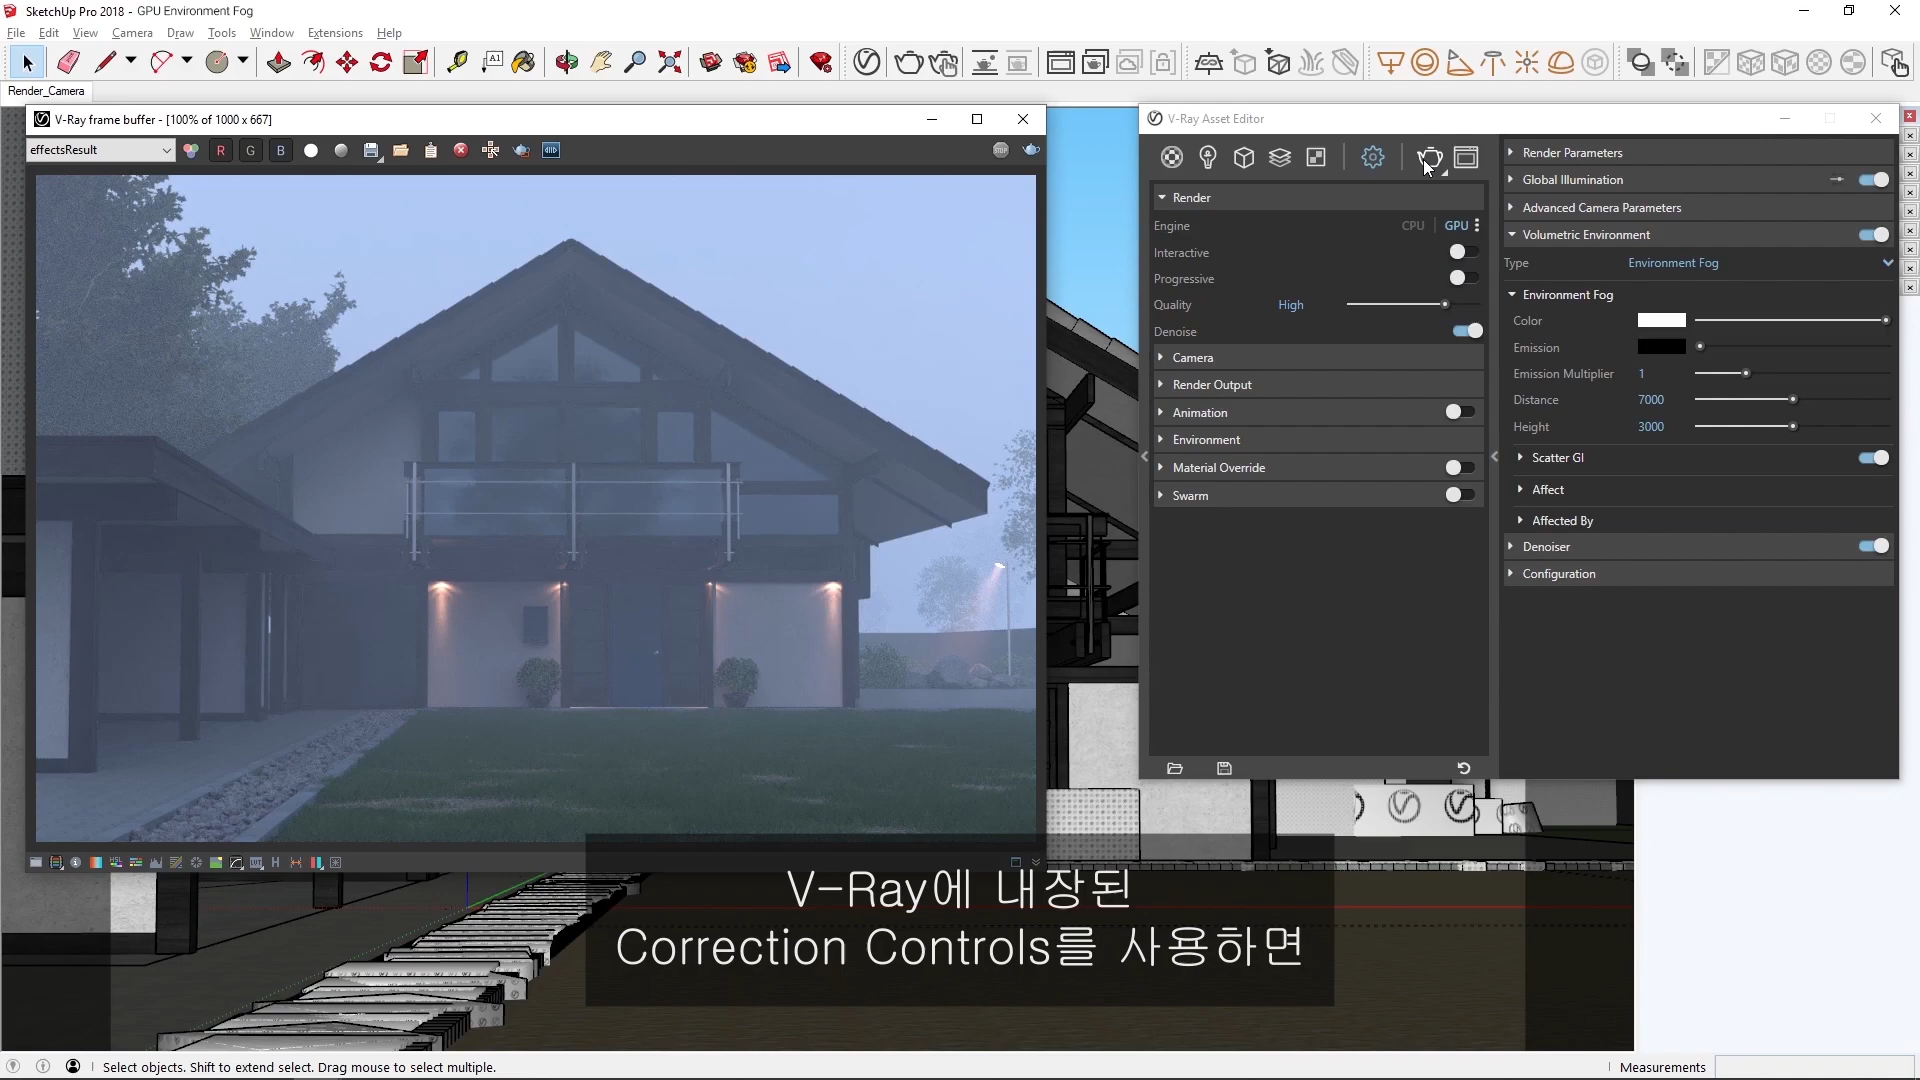 SketchUp Pro 2018 - GPU Environment Fog
File Edit View Camera Draw Tools Window Extensions Help
Render_Camera
V-Ray frame buffer - [100% of 1000 x 667]
effectsResult
R G B
V-Ray Asset Editor
Render
Engine CPU GPU
Interactive
Progressive
Quality High
Denoise
Camera
Render Output
Animation
Environment
Material Override
Swarm
Render Parameters
Global Illumination
Advanced Camera Parameters
Volumetric Environment
Type Environment Fog
Environment Fog
Color
Emission
Emission Multiplier 1
Distance 7000
Height 3000
Scatter GI
Affect
Affected By
Denoiser
Configuration
V-Ray에 내장된
Correction Controls를 사용하면
Select objects. Shift to extend select. Drag mouse to select multiple.
Measurements